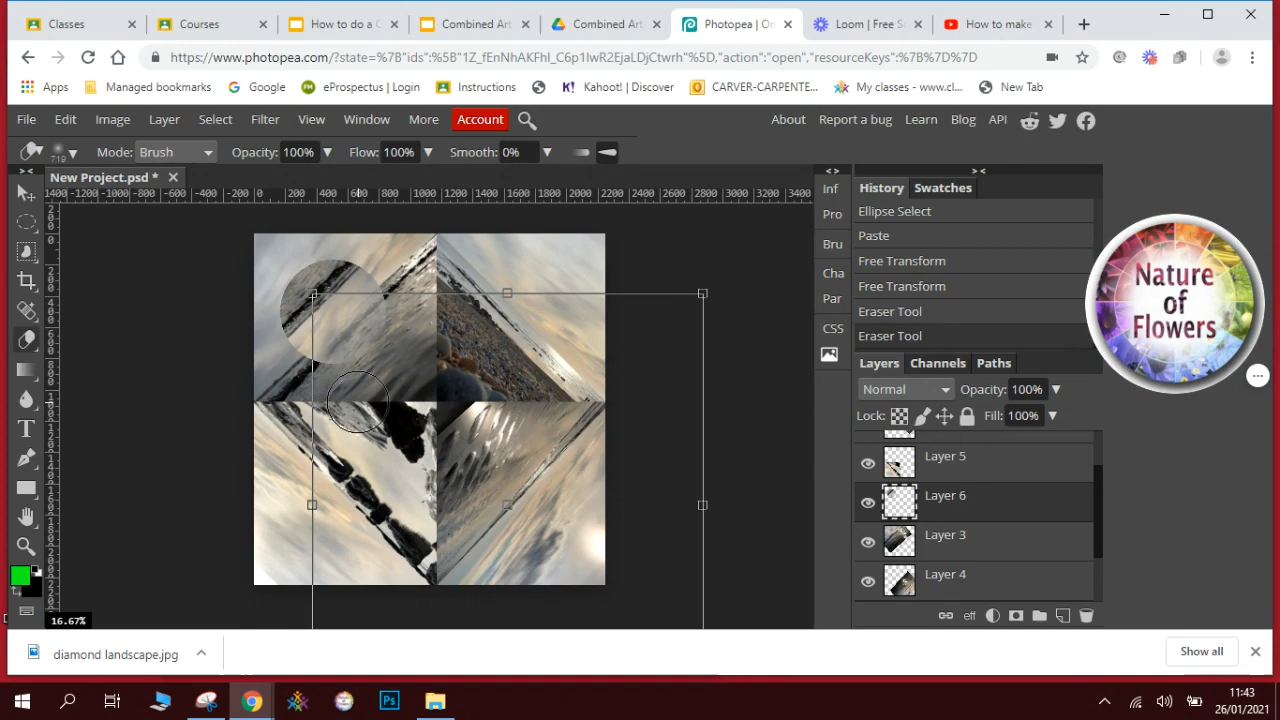 Classes
Courses
How to do a C
Combined Art
Combined Art
Photopea | On
Loom | Free S
How to make
https://www.photopea.com/?state=%7B"ids":%5B"1Z_fEnNhAKFhI_C6p1IwR2EjaLDjCtwrh"%5D,"action":"open","resourceKeys":%7B%7D%7D
Apps
Managed bookmarks
Google
eProspectus | Login
Instructions
Kahoot! | Discover
CARVER-CARPENTE...
My classes - www.cl...
New Tab
File Edit Image Layer Select Filter View Window More Account
About Report a bug Learn Blog API
719
Mode: Brush
Opacity: 100%
Flow: 100%
Smooth: 0%
New Project.psd *
Inf
Pro
Bru
Cha
Par
CSS
History Swatches
Ellipse Select
Paste
Free Transform
Free Transform
Eraser Tool
Eraser Tool
Layers Channels Paths
Normal
Opacity: 100%
Lock:
Fill: 100%
Layer 5
Layer 6
Layer 3
Layer 4
eff
Nature
of
Flowers
16.67%
diamond landscape.jpg
Show all
Ps
11:43
26/01/2021